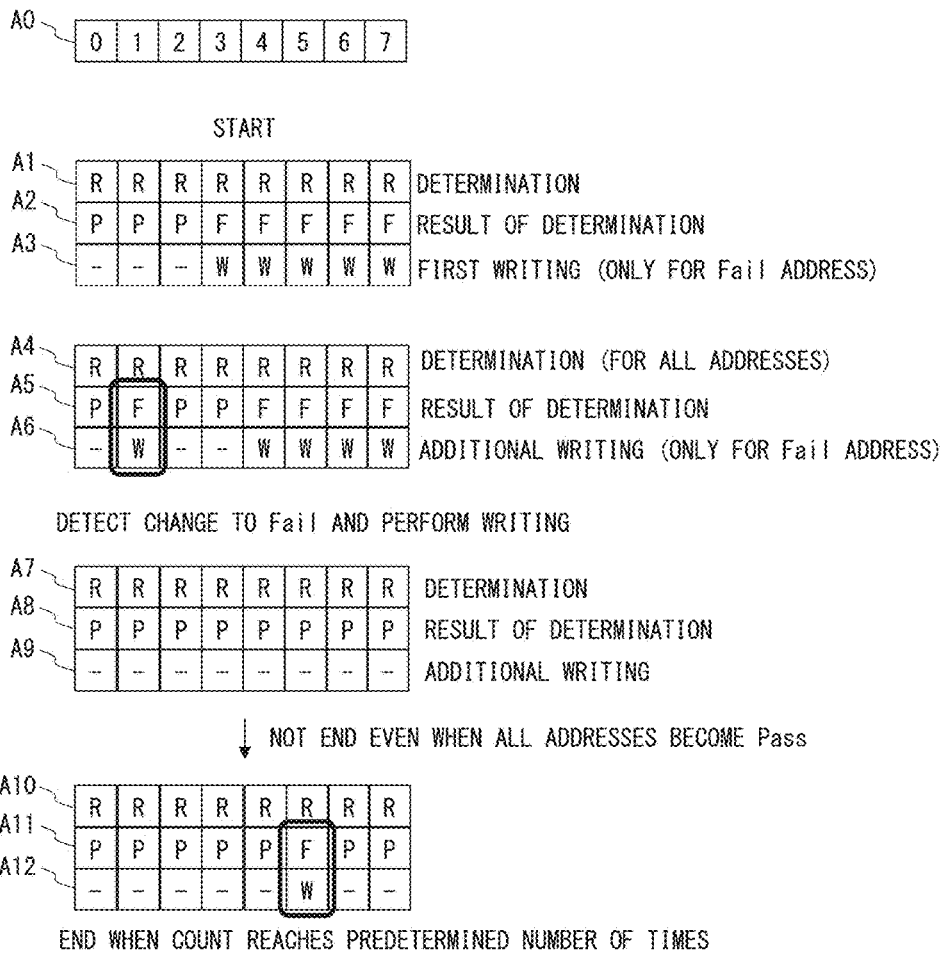 A0 0 1 2 3 4 5 6 7
START
A1 R R R R R R R R DETERMINATION
A2 P P P F F F F F RESULT OF DETERMINATION
A3 - - - W W W W W FIRST WRITING (ONLY FOR Fail ADDRESS)
A4 R R R R R R R R DETERMINATION (FOR ALL ADDRESSES)
A5 P F P P F F F F RESULT OF DETERMINATION
A6 - W - - W W W W ADDITIONAL WRITING (ONLY FOR Fail ADDRESS)
DETECT CHANGE TO Fail AND PERFORM WRITING
A7 R R R R R R R R DETERMINATION
A8 P P P P P P P P RESULT OF DETERMINATION
A9 - - - - - - - - ADDITIONAL WRITING
NOT END EVEN WHEN ALL ADDRESSES BECOME Pass
A10 R R R R R R R R
A11 P P P P P F P P
A12 - - - - - W - -
END WHEN COUNT REACHES PREDETERMINED NUMBER OF TIMES